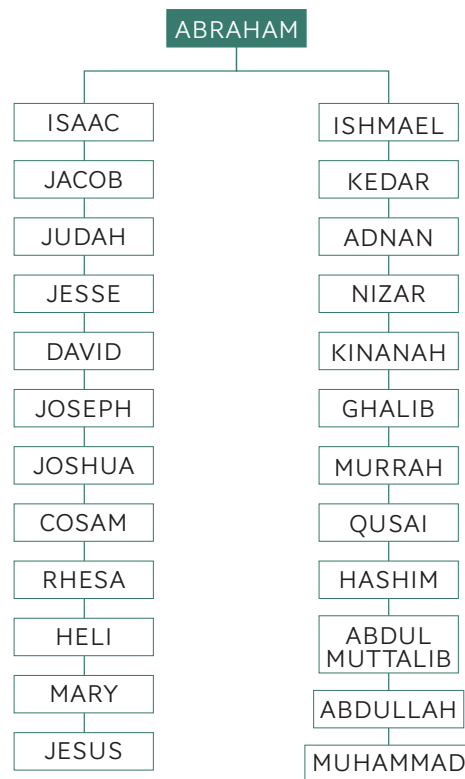 ABRAHAM
ISAAC
JACOB
JUDAH
JESSE
DAVID
JOSEPH
JOSHUA
COSAM
RHESA
HELI
MARY
JESUS
ISHMAEL
KEDAR
ADNAN
NIZAR
KINANAH
GHALIB
MURRAH
QUSAI
HASHIM
ABDUL
MUTTALIB
ABDULLAH
MUHAMMAD